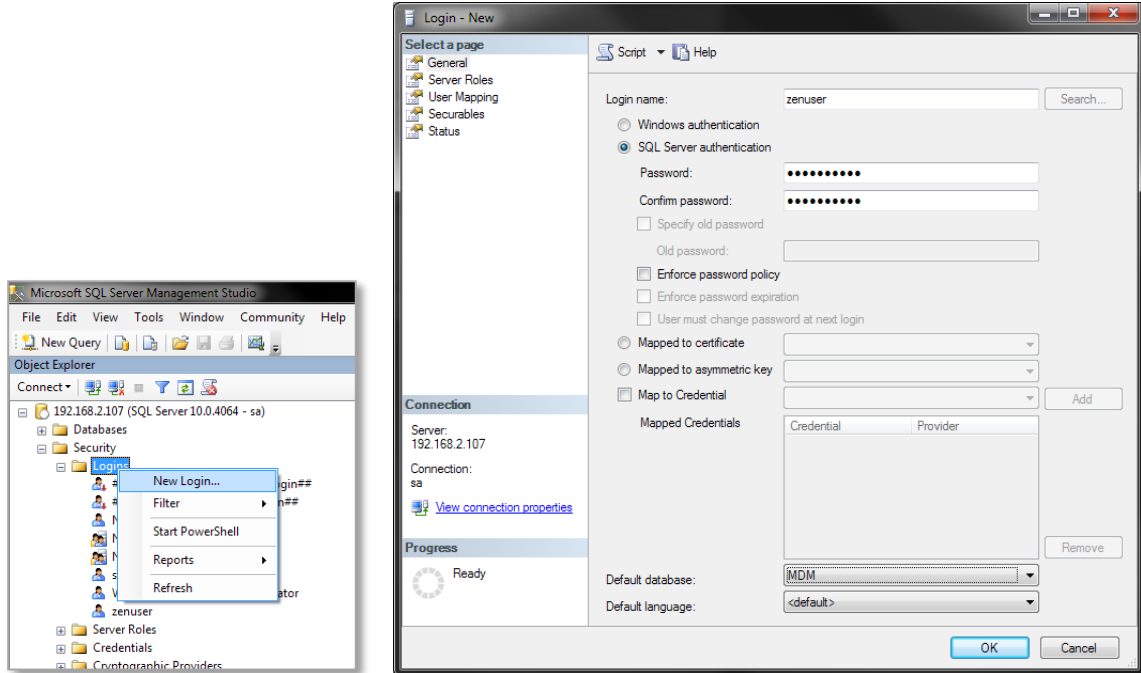 Microsoft SQL Server Management Studio
File Edit View Tools Window Community Help
New Query
Object Explorer
Connect
192.168.2.107 (SQL Server 10.0.4064 - sa)
Databases
Security
Logins
New Login...
Filter
Start PowerShell
Reports
Refresh
zenuser
Server Roles
Credentials
Cryptographic Providers
Login - New
Select a page
General
Server Roles
User Mapping
Securables
Status
Connection
Server:
192.168.2.107
Connection:
sa
View connection properties
Progress
Ready
Script Help
Login name: zenuser Search...
Windows authentication
SQL Server authentication
Password: ●●●●●●●●●●
Confirm password: ●●●●●●●●●●
Specify old password
Old password:
Enforce password policy
Enforce password expiration
User must change password at next login
Mapped to certificate
Mapped to asymmetric key
Map to Credential Add
Mapped Credentials Credential Provider
Remove
Default database: MDM
Default language: <default>
OK Cancel